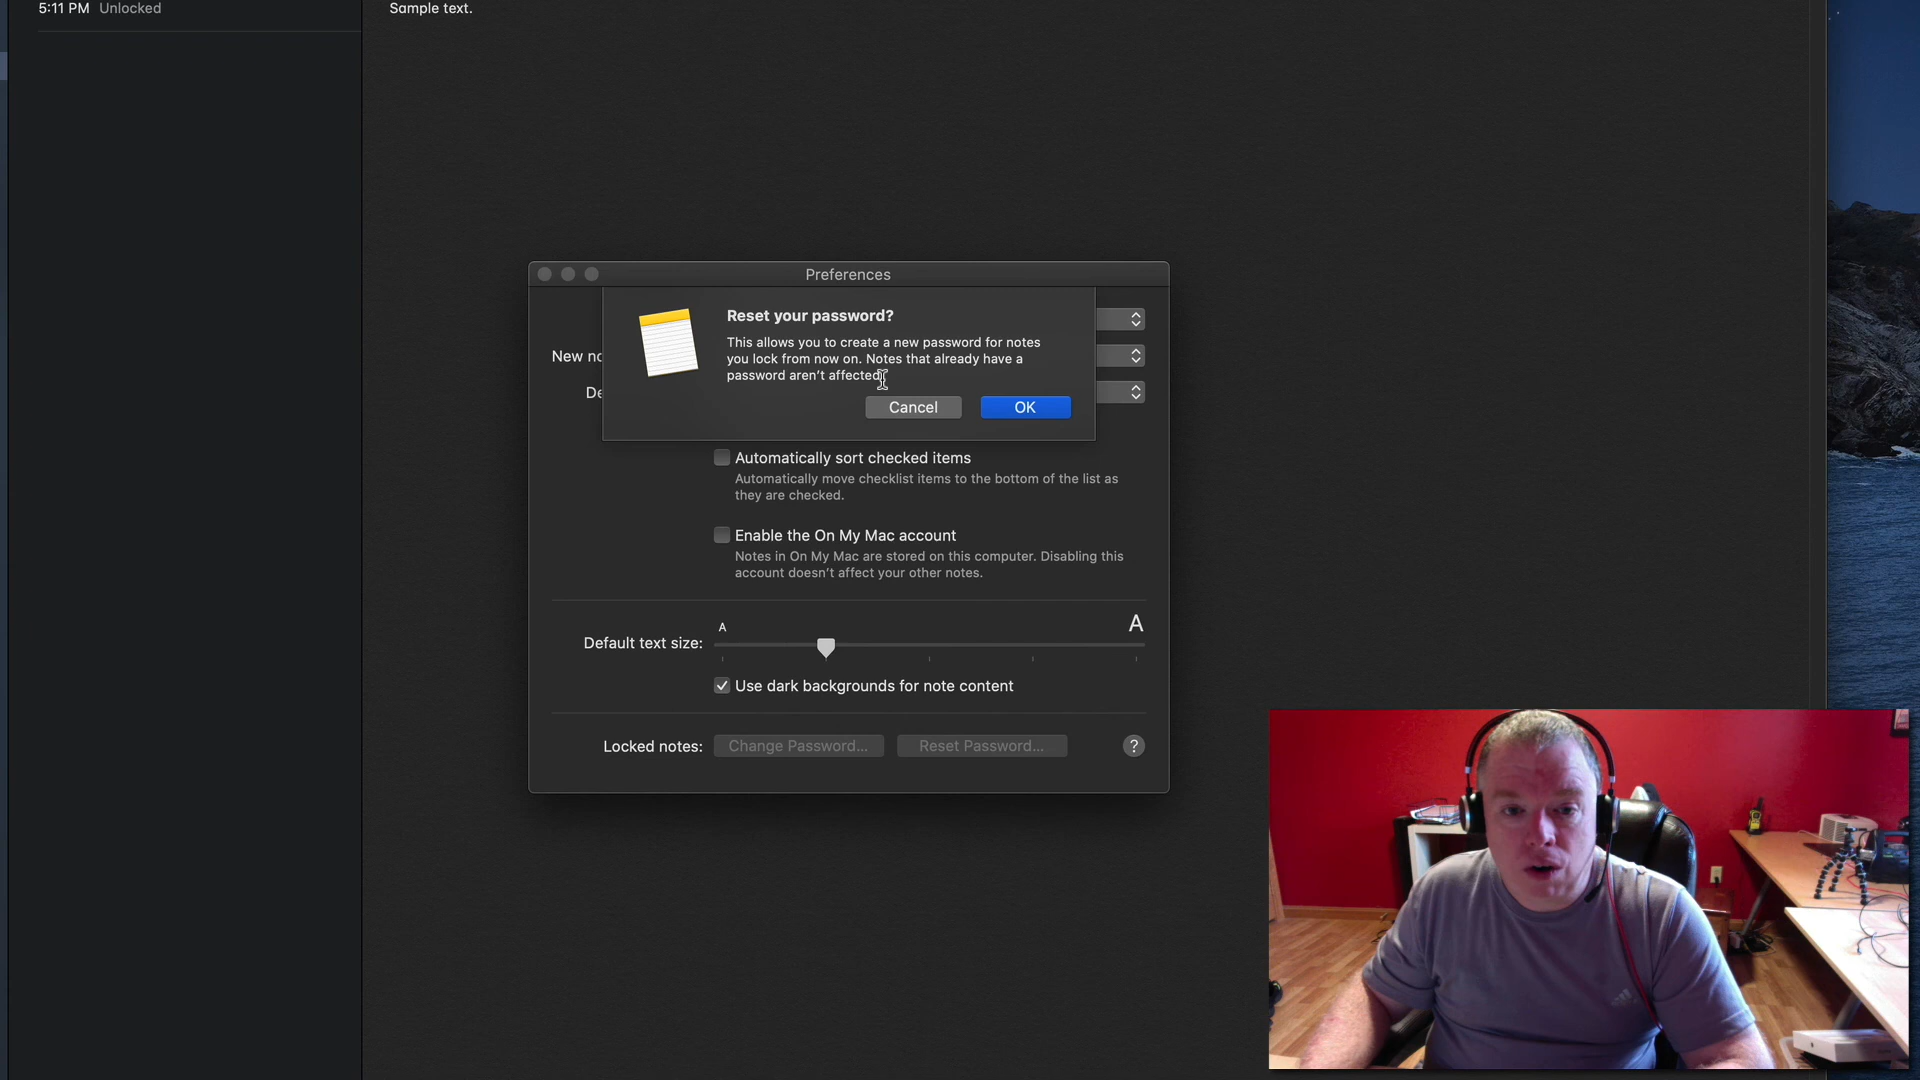 5:11 PM Unlocked
Sample text.
Preferences
Reset your password?
This allows you to create a new password for notes
you lock from now on. Notes that already have a
password aren't affected.
Cancel
OK
New no
De
Automatically sort checked items
Automatically move checklist items to the bottom of the list as
they are checked.
Enable the On My Mac account
Notes in On My Mac are stored on this computer. Disabling this
account doesn't affect your other notes.
A
A
Default text size:
Use dark backgrounds for note content
Locked notes:
Change Password...
Reset Password...
?